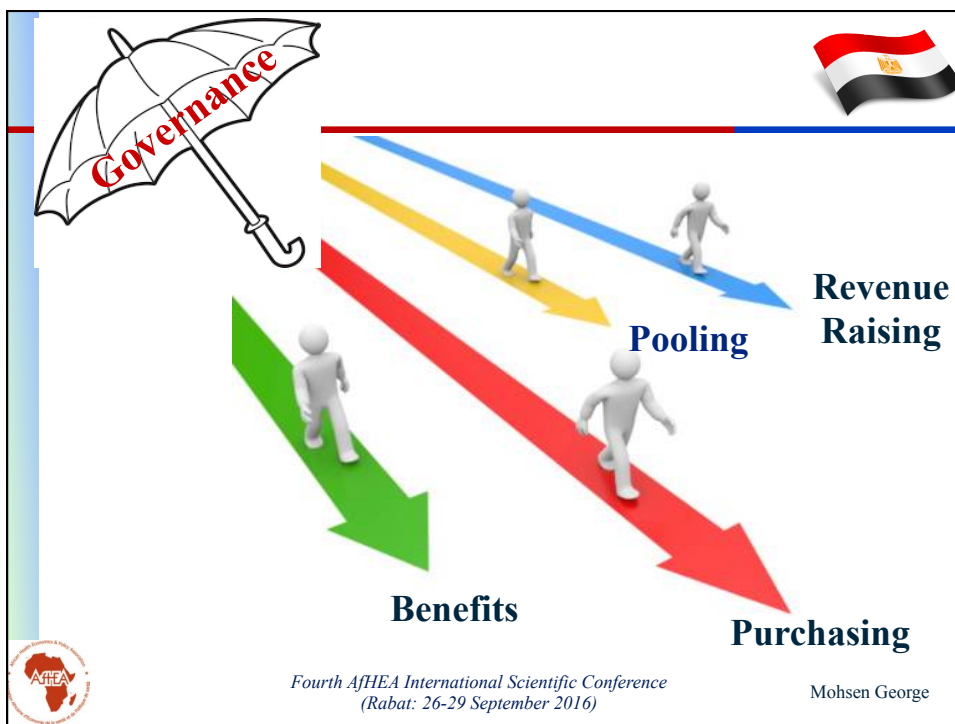 Governance
Revenue
Raising
Pooling
Benefits
Purchasing
AfHEA
Fourth AfHEA International Scientific Conference
(Rabat: 26-29 September 2016)
Mohsen George